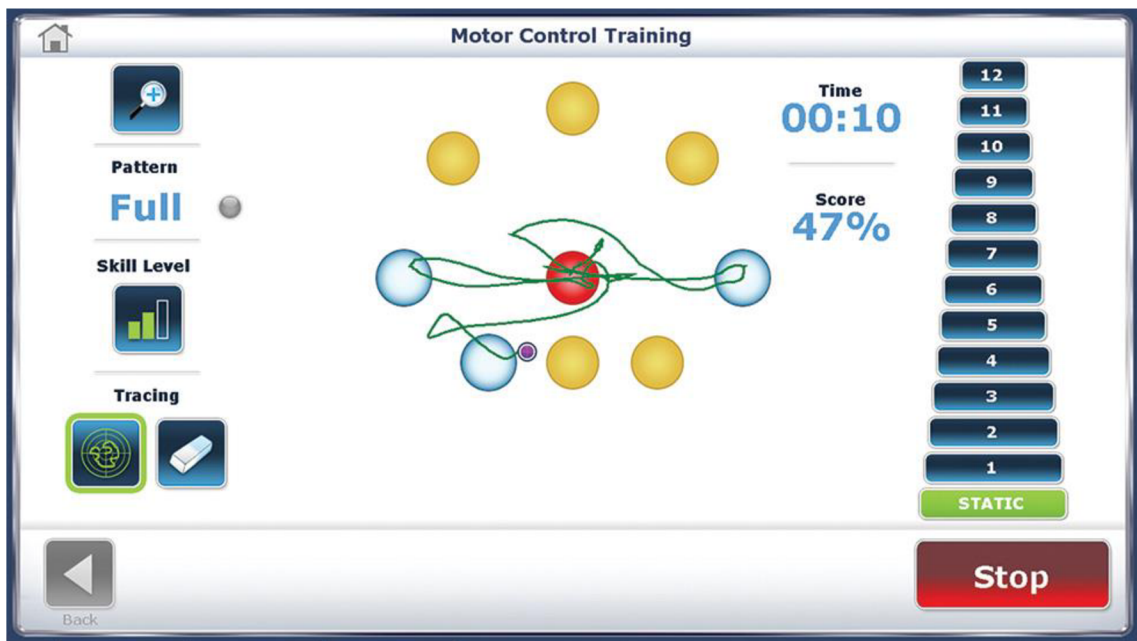 Motor Control Training
Pattern
Full
Skill Level
Tracing
Time
00:10
Score
47%
12
11
10
9
8
7
6
5
4
3
2
1
STATIC
Back
Stop